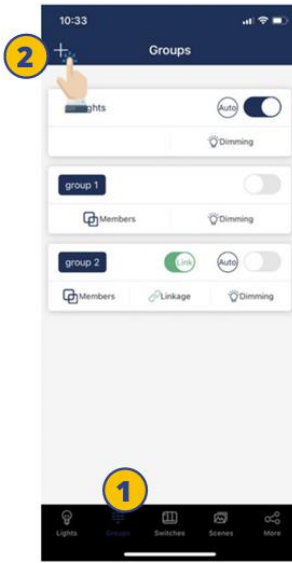 10:33
2
Groups
ghts
Auto
Dimming
group 1
Members
Dimming
group 2
Link
Auto
Members
Linkage
Dimming
1
Lights
Groups
Switches
Scenes
More